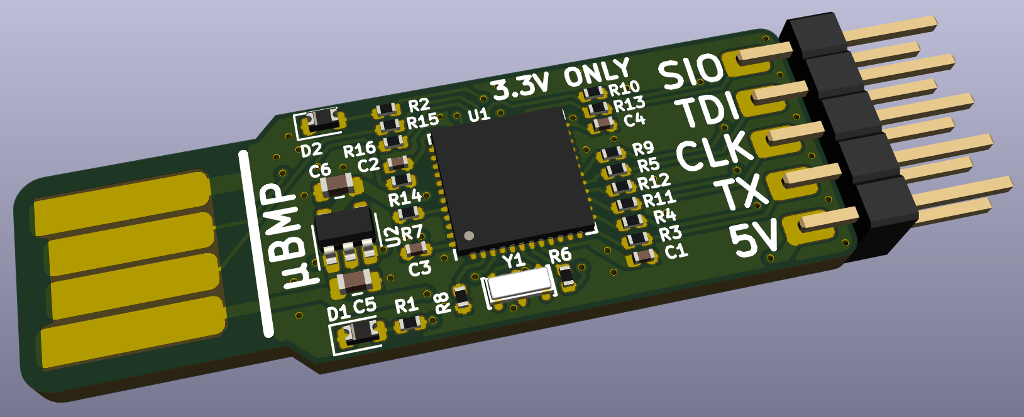 3.3V ONLY
SIO
TDI
CLK
TX
5V
µBMP
D2
R2
R15
R16
C2
C6
R14
R7
U2
C3
C5
D1
R1
R8
Y1
R6
U1
R10
R13
C4
R9
R5
R12
R11
R4
R3
C1